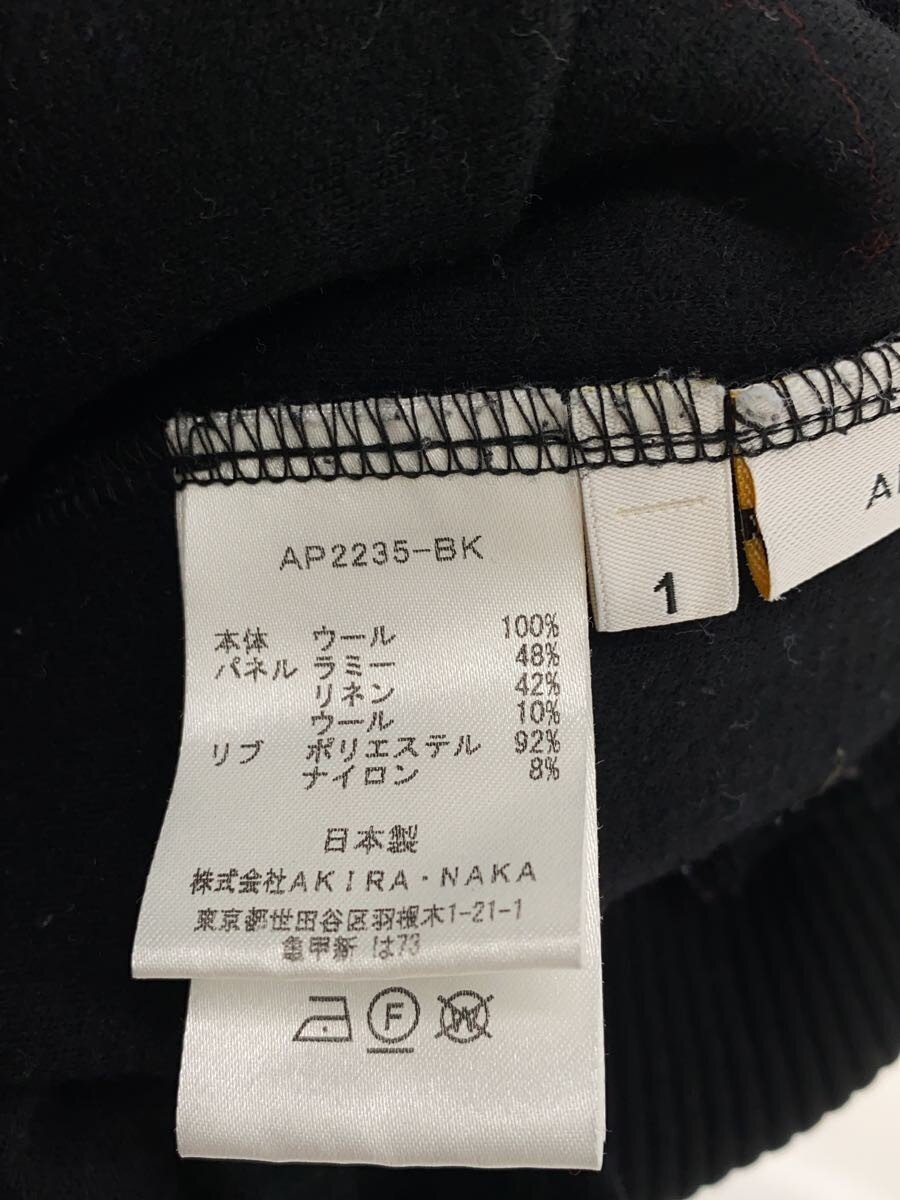 AP2235-BK
本体 ウール 100%
パネル ラミー 48%
リネン 42%
ウール 10%
リブ ポリエステル 92%
ナイロン 8%
日本製
株式会社AKIRA・NAKA
東京都世田谷区羽根木1-21-1
亀甲新 は73
F
W
1
A